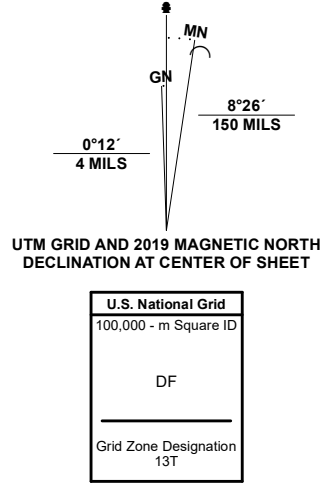 MN
GN
8°26´
150 MILS
0°12´
4 MILS
UTM GRID AND 2019 MAGNETIC NORTH
DECLINATION AT CENTER OF SHEET
U.S. National Grid
100,000 - m Square ID
DF
Grid Zone Designation
13T